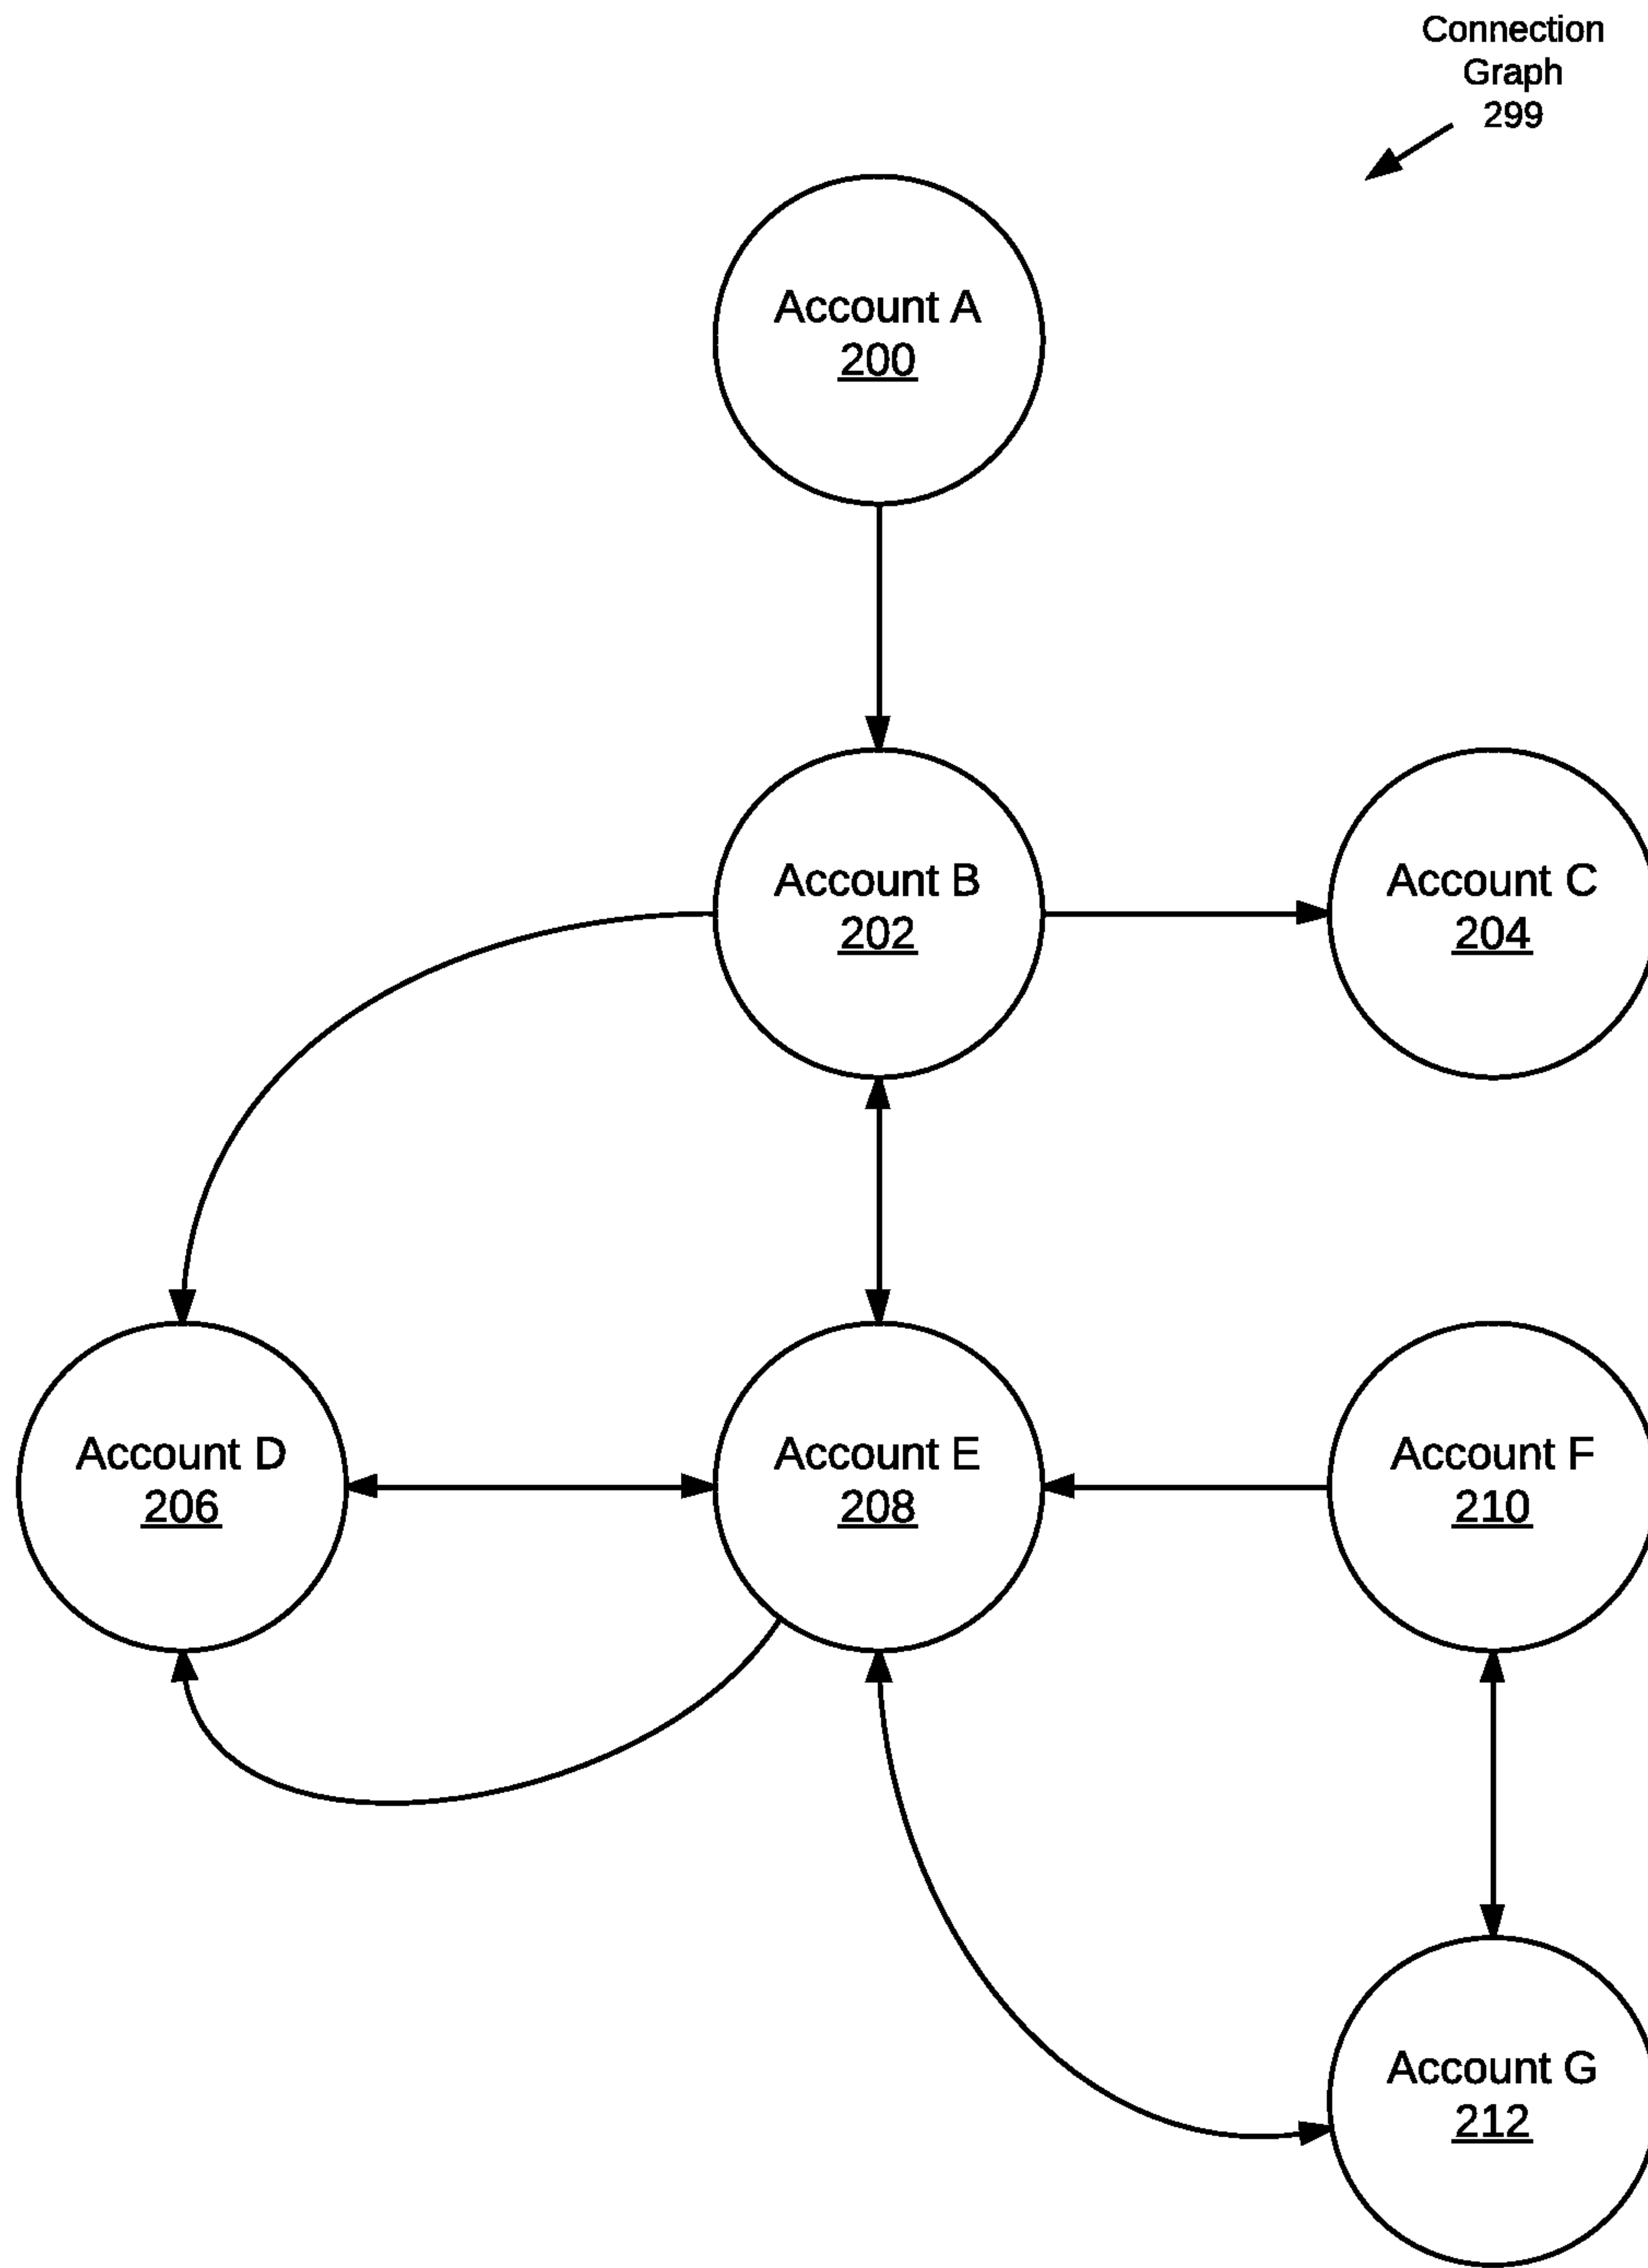 Connection
Graph
299
Account A
200
Account B
202
Account C
204
Account D
206
Account E
208
Account F
210
Account G
212